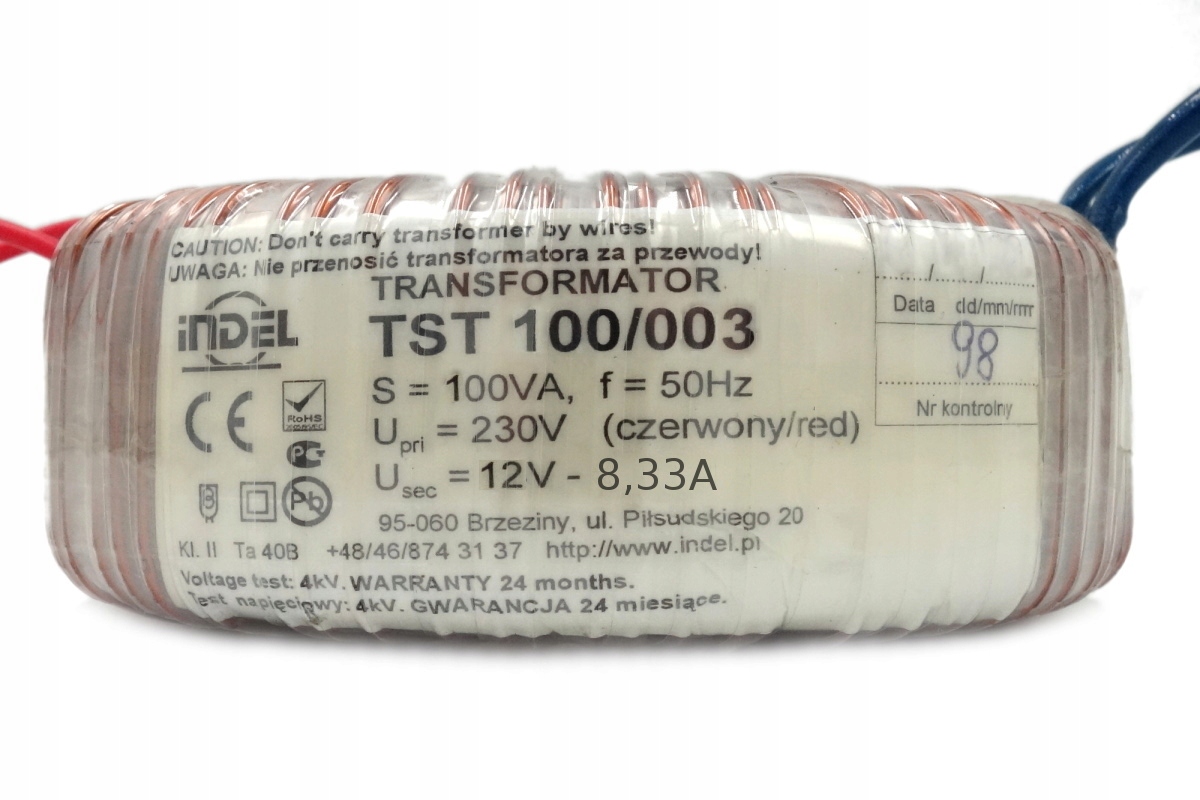 CAUTION: Don't carry transformer by wires!
UWAGA: Nie przenosić transformatora za przewody!
TRANSFORMATOR
INDEL
TST 100/003
S = 100VA, f = 50Hz
Upri = 230V (czerwony/red)
Usec = 12V - 8,33A
CE
RoHS
Pb
95-060 Brzeziny, ul. Piłsudskiego 20
Kl. II Ta 40B +48/46/874 31 37 http://www.indel.pl
Voltage test: 4kV. WARRANTY 24 months.
Test napięciowy: 4kV. GWARANCJA 24 miesiące.
....../....../......
Data dd/mm/rrrr
98
Nr kontrolny